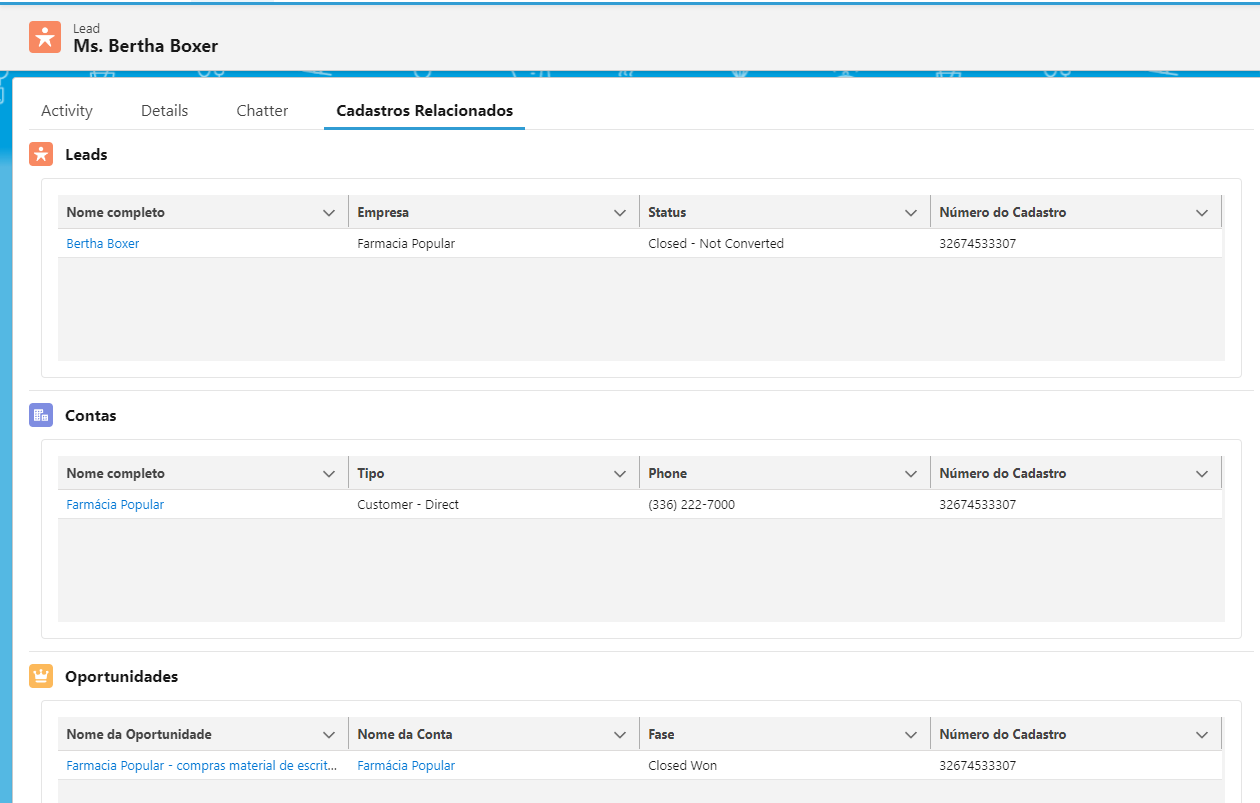 Lead
Ms. Bertha Boxer
Activity Details Chatter Cadastros Relacionados
Leads
Nome completo Empresa Status Número do Cadastro
Bertha Boxer Farmacia Popular Closed - Not Converted 32674533307
Contas
Nome completo Tipo Phone Número do Cadastro
Farmácia Popular Customer - Direct (336) 222-7000 32674533307
Oportunidades
Nome da Oportunidade Nome da Conta Fase Número do Cadastro
Farmacia Popular - compras material de escrit... Farmácia Popular Closed Won 32674533307